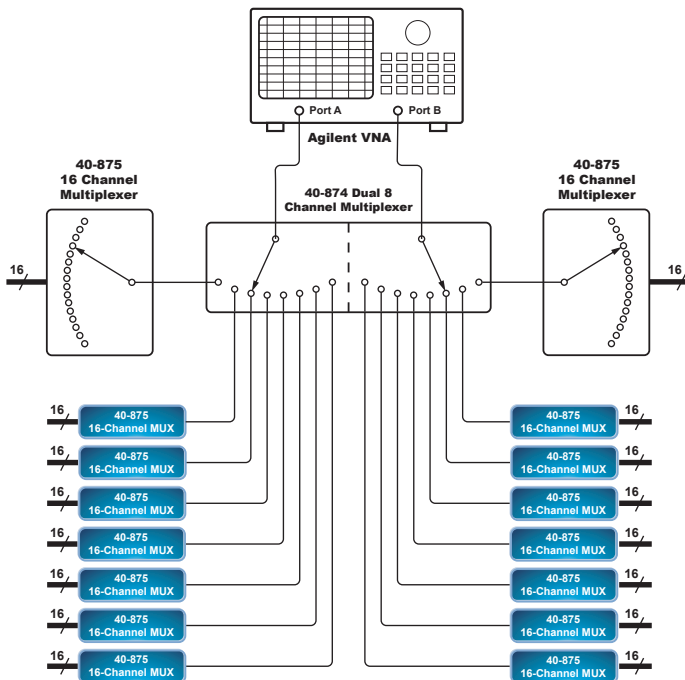 Port A
Port B
Agilent VNA
40-875
16 Channel
Multiplexer
40-874 Dual 8
Channel Multiplexer
40-875
16 Channel
Multiplexer
16
16
16
40-875
16-Channel MUX
40-875
16-Channel MUX
16
16
40-875
16-Channel MUX
40-875
16-Channel MUX
16
16
40-875
16-Channel MUX
40-875
16-Channel MUX
16
16
40-875
16-Channel MUX
40-875
16-Channel MUX
16
16
40-875
16-Channel MUX
40-875
16-Channel MUX
16
16
40-875
16-Channel MUX
40-875
16-Channel MUX
16
16
40-875
16-Channel MUX
40-875
16-Channel MUX
16